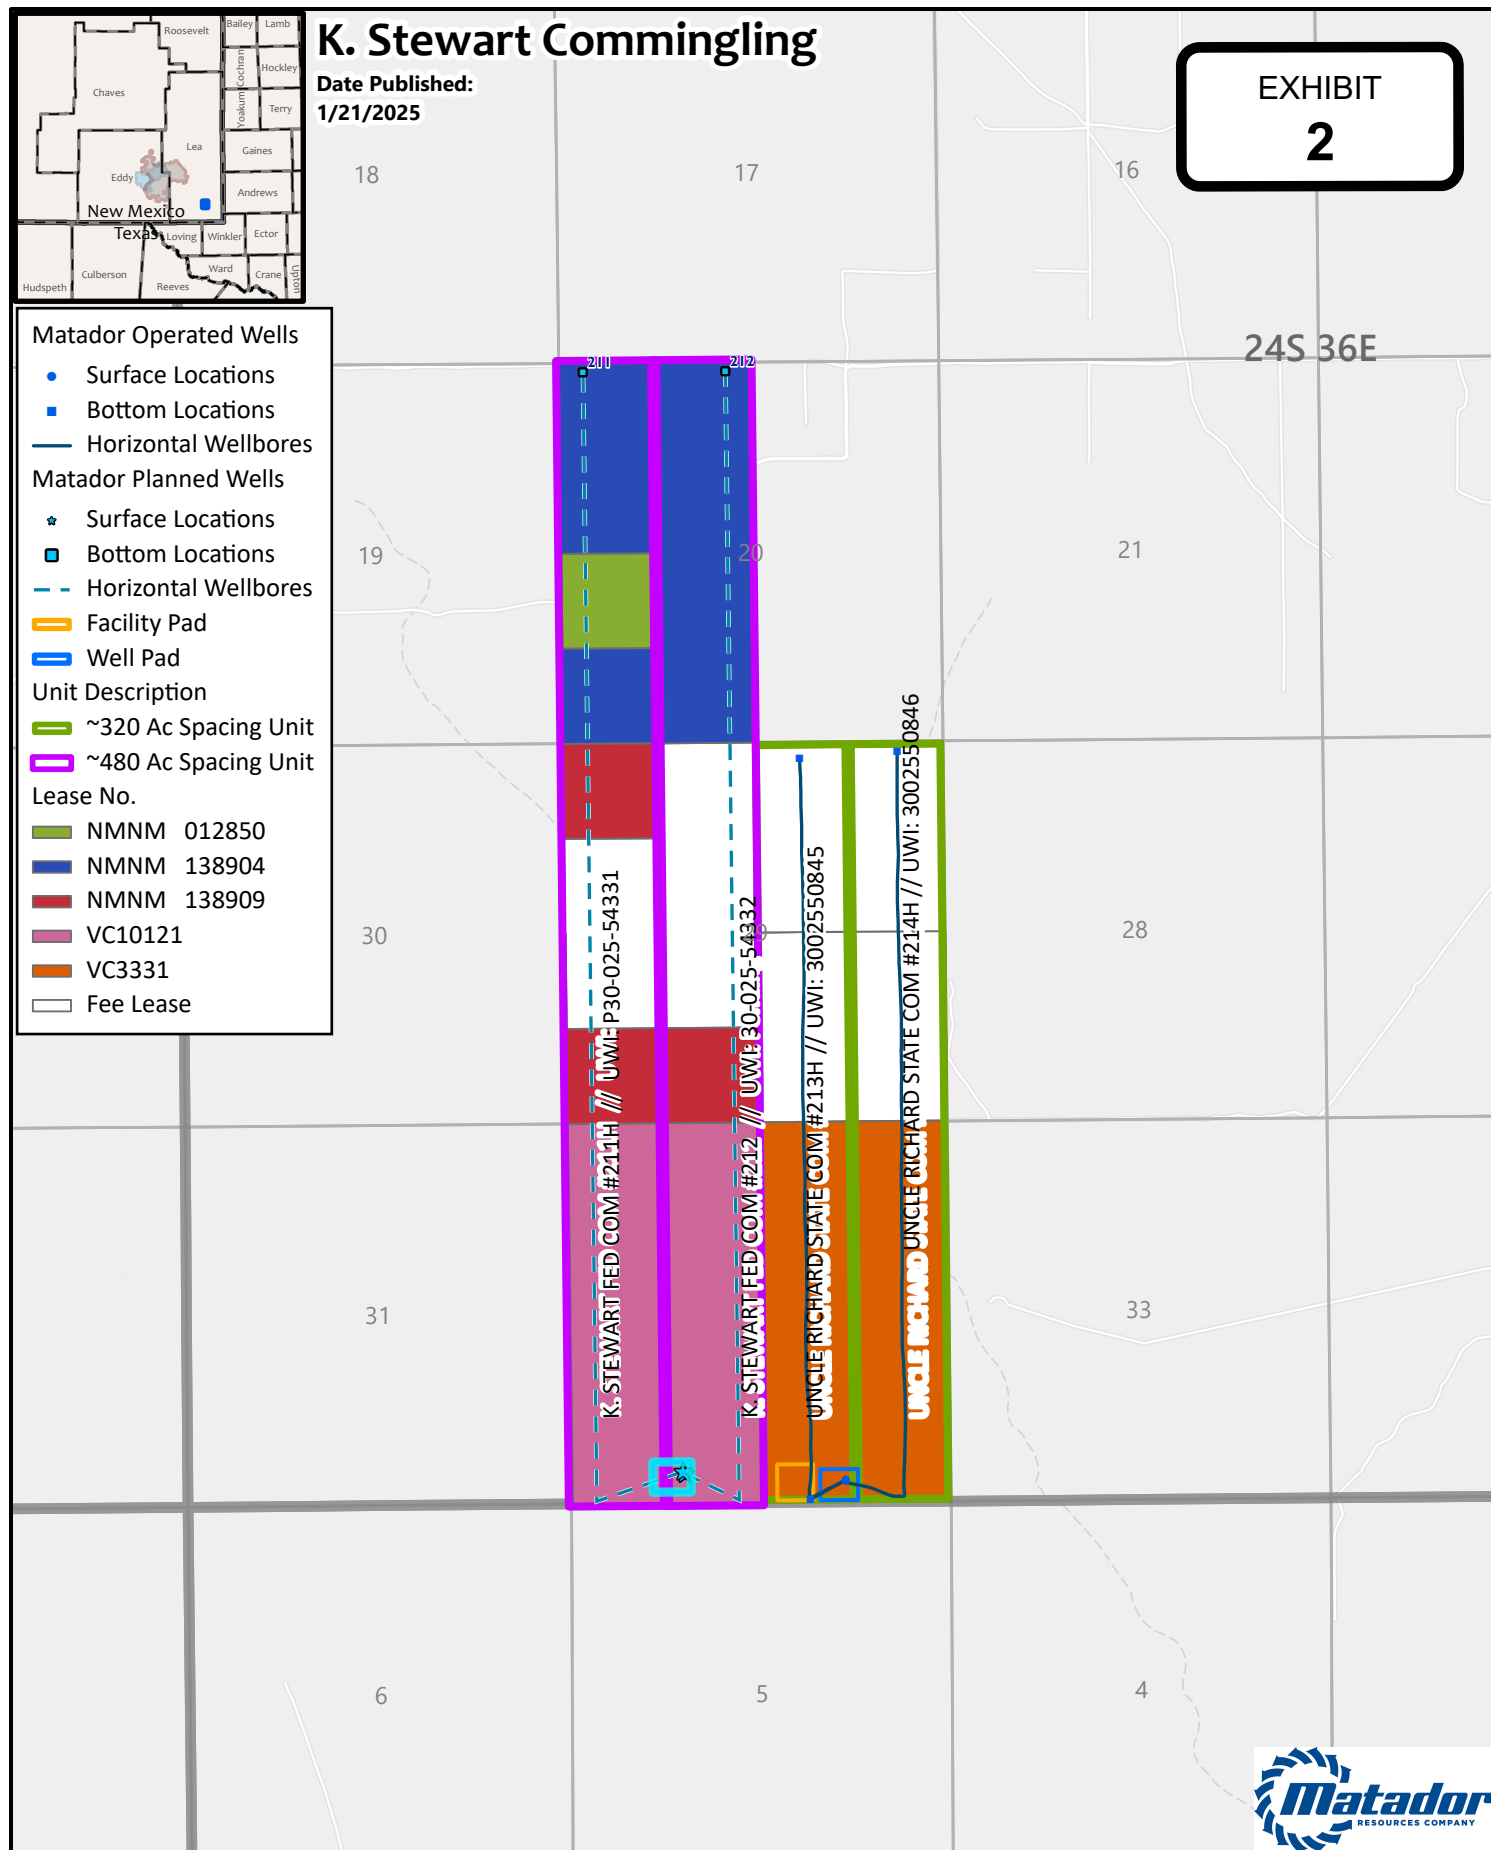 K. Stewart Commingling
Date Published:
1/21/2025
EXHIBIT
2
Roosevelt
Bailey
Lamb
Cochran
Hockley
Chaves
Yoakum
Terry
Lea
Gaines
Eddy
Andrews
New Mexico
Texas
Loving
Winkler
Ector
Culberson
Ward
Crane
Upton
Hudspeth
Reeves
Matador Operated Wells
Surface Locations
Bottom Locations
Horizontal Wellbores
Matador Planned Wells
Surface Locations
Bottom Locations
Horizontal Wellbores
Facility Pad
Well Pad
Unit Description
~320 Ac Spacing Unit
~480 Ac Spacing Unit
Lease No.
NMNM 012850
NMNM 138904
NMNM 138909
VC10121
VC3331
Fee Lease
18
17
16
24S 36E
211
212
19
20
21
30
28
31
33
6
5
4
K. STEWART FED COM #211H // UWI: P30-025-54331
K. STEWART FED COM #212 // UWI: 30-025-54332
UNCLE RICHARD STATE COM #213H // UWI: 3002550845
UNCLE RICHARD STATE COM #214H // UWI: 3002550846
Matador
RESOURCES COMPANY